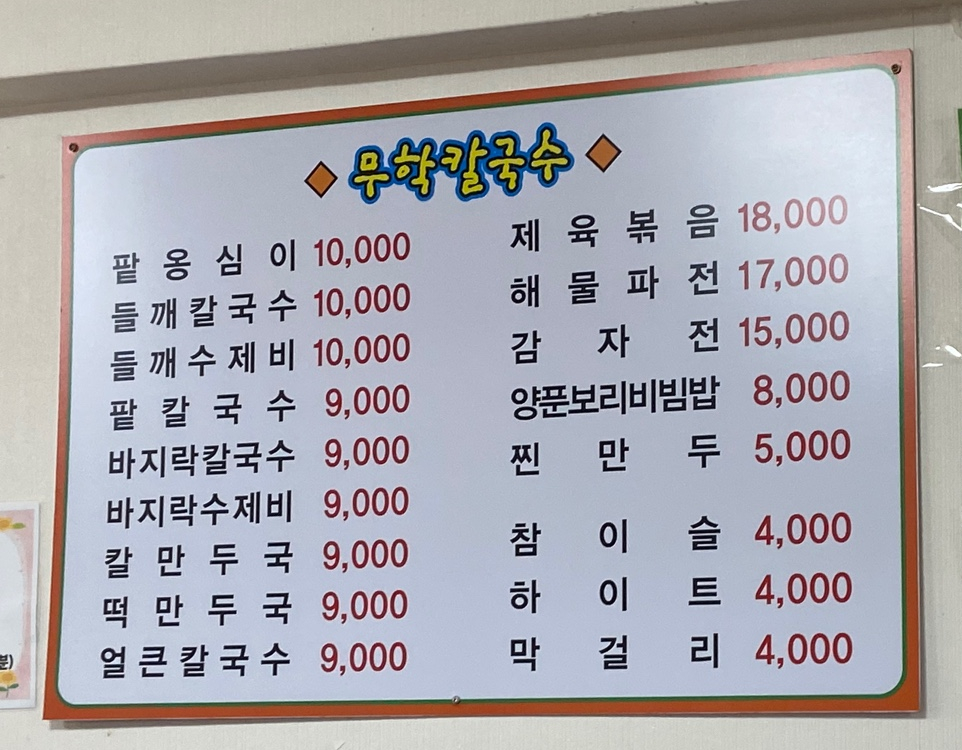 무학칼국수
팥옹심이 10,000
들깨칼국수 10,000
들깨수제비 10,000
팥칼국수 9,000
바지락칼국수 9,000
바지락수제비 9,000
칼만두국 9,000
떡만두국 9,000
얼큰칼국수 9,000
제육볶음 18,000
해물파전 17,000
감자전 15,000
양푼보리비빔밥 8,000
찐만두 5,000
참이슬 4,000
하이트 4,000
막걸리 4,000
분)